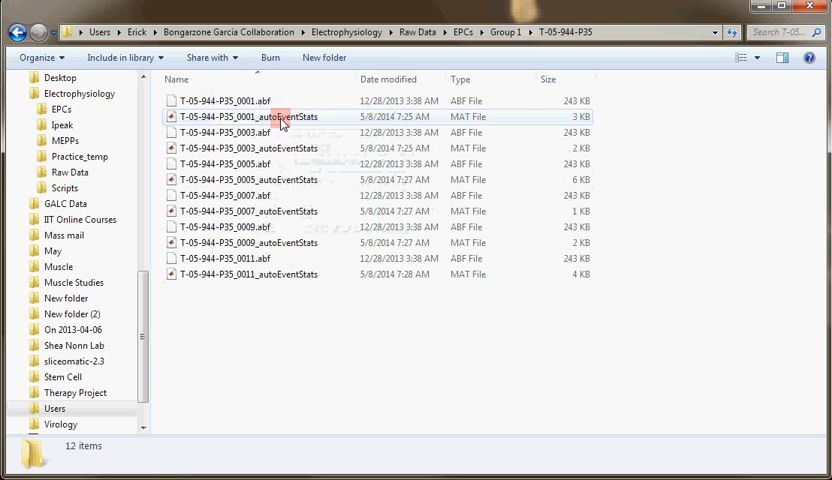 Users ▸ Erick ▸ Bongarzone Garcia Collaboration ▸ Electrophysiology ▸ Raw Data ▸ EPCs ▸ Group 1 ▸ T-05-944-P35
Search T-05...
Organize ▾ Include in library ▾ Share with ▾ Burn New folder
Name Date modified Type Size
Desktop
Electrophysiology
EPCs
Ipeak
MEPPs
Practice_temp
Raw Data
Scripts
GALC Data
IIT Online Courses
Mass mail
May
Muscle
Muscle Studies
New folder
New folder (2)
On 2013-04-06
Shea Nonn Lab
sliceomatic-2.3
Stem Cell
Therapy Project
Users
Virology
T-05-944-P35_0001.abf 12/28/2013 3:38 AM ABF File 243 KB
T-05-944-P35_0001_autoEventStats 5/8/2014 7:25 AM MAT File 3 KB
T-05-944-P35_0003.abf 12/28/2013 3:38 AM ABF File 243 KB
T-05-944-P35_0003_autoEventStats 5/8/2014 7:25 AM MAT File 2 KB
T-05-944-P35_0005.abf 12/28/2013 3:38 AM ABF File 243 KB
T-05-944-P35_0005_autoEventStats 5/8/2014 7:27 AM MAT File 6 KB
T-05-944-P35_0007.abf 12/28/2013 3:38 AM ABF File 243 KB
T-05-944-P35_0007_autoEventStats 5/8/2014 7:27 AM MAT File 1 KB
T-05-944-P35_0009.abf 12/28/2013 3:38 AM ABF File 243 KB
T-05-944-P35_0009_autoEventStats 5/8/2014 7:27 AM MAT File 2 KB
T-05-944-P35_0011.abf 12/28/2013 3:38 AM ABF File 243 KB
T-05-944-P35_0011_autoEventStats 5/8/2014 7:28 AM MAT File 4 KB
12 items